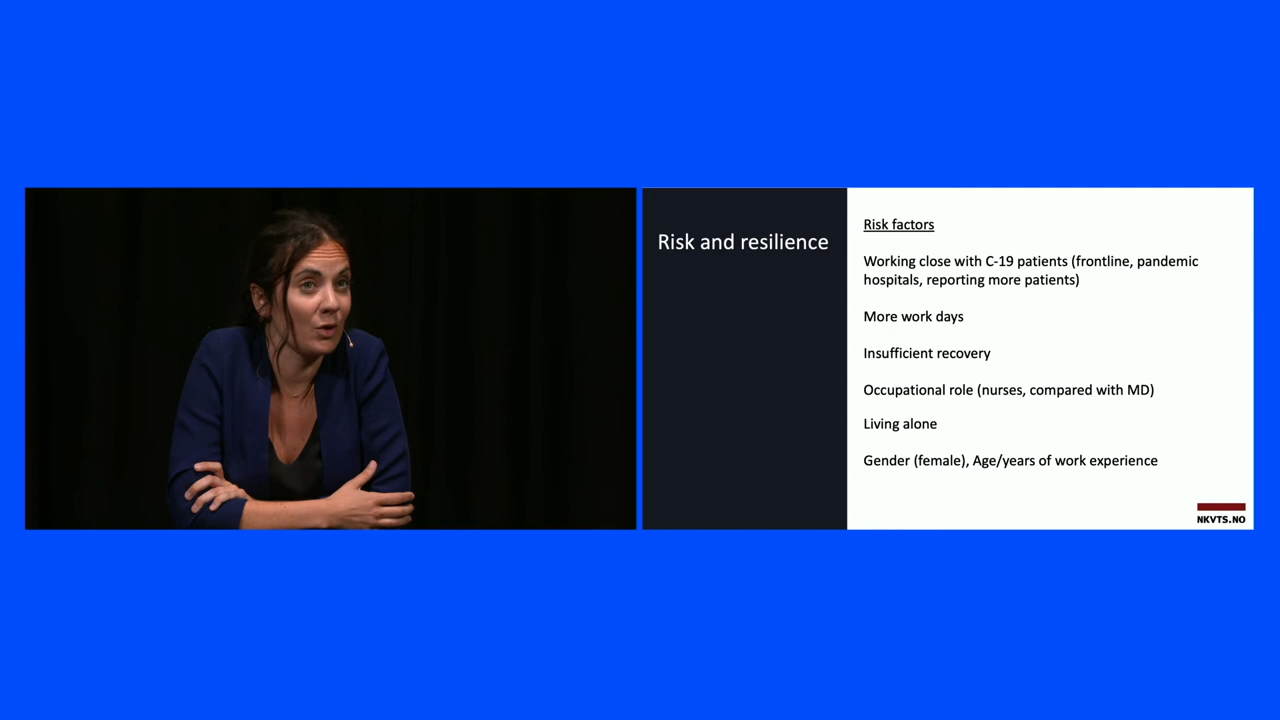 Risk and resilience
Risk factors
Working close with C-19 patients (frontline, pandemic
hospitals, reporting more patients)
More work days
Insufficient recovery
Occupational role (nurses, compared with MD)
Living alone
Gender (female), Age/years of work experience
NKVTS.NO